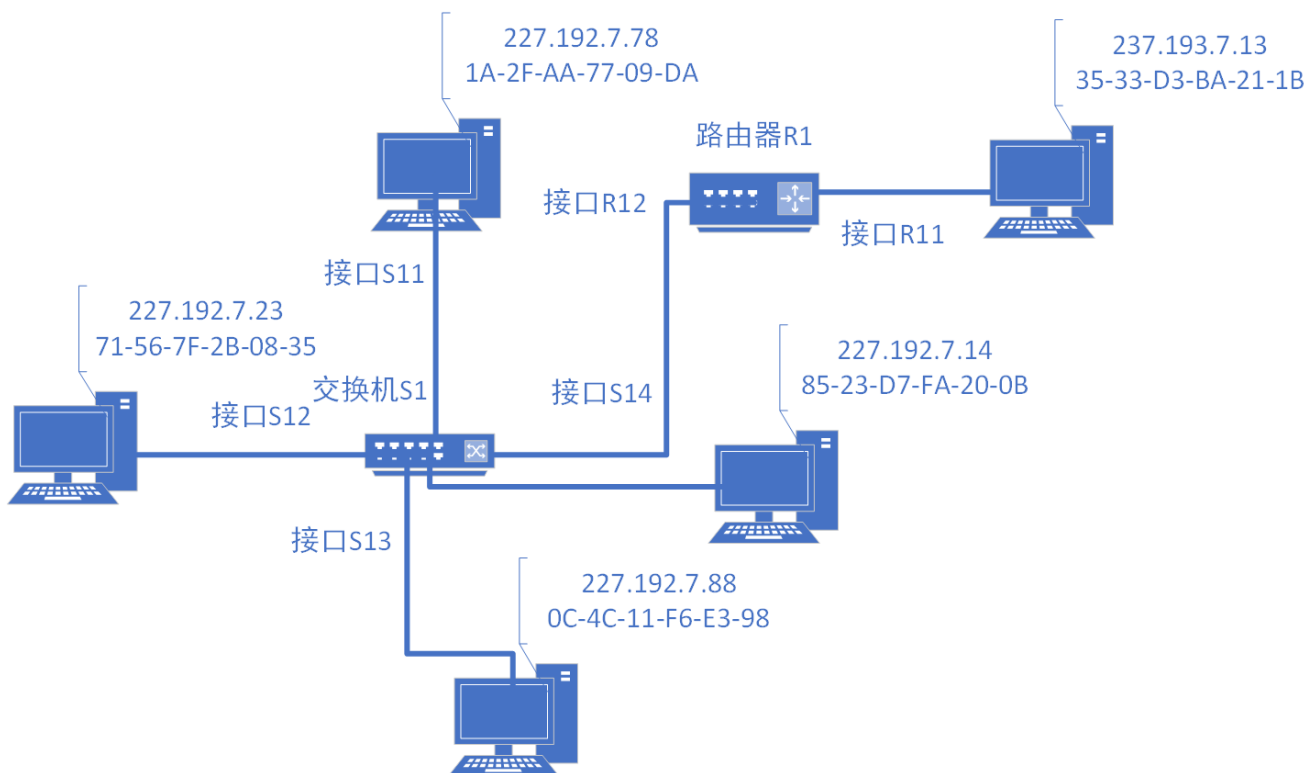 227.192.7.78
1A-2F-AA-77-09-DA
237.193.7.13
35-33-D3-BA-21-1B
路由器R1
接口R12
接口R11
接口S11
227.192.7.23
71-56-7F-2B-08-35
227.192.7.14
85-23-D7-FA-20-0B
交换机S1
接口S14
接口S12
接口S13
227.192.7.88
0C-4C-11-F6-E3-98